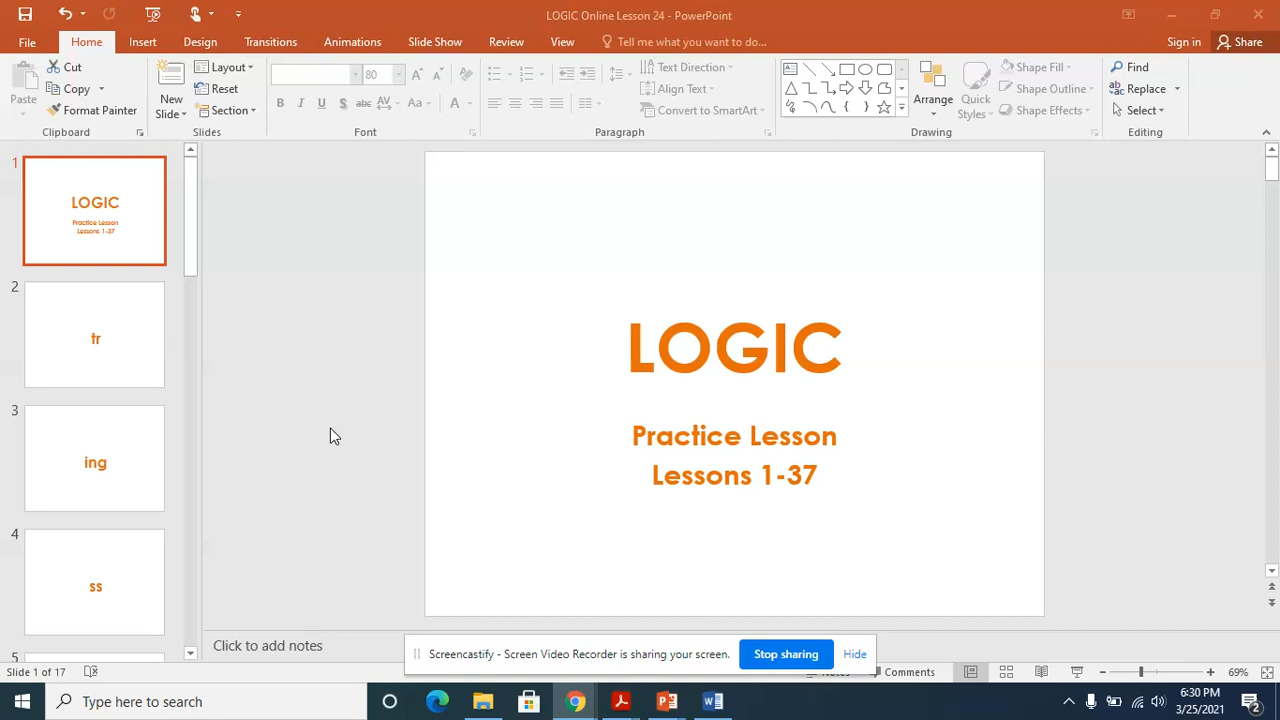 LOGIC Online Lesson 24 - PowerPoint
File Home Insert Design Transitions Animations Slide Show Review View Tell me what you want to do... Sign in Share
Paste Cut Copy Format Painter Clipboard
New Slide Layout Reset Section Slides
80 B I U S abc AV Aa A Font
Text Direction Align Text Convert to SmartArt Paragraph
Arrange Quick Styles Shape Fill Shape Outline Shape Effects Drawing
Find Replace Select Editing
1
LOGIC
Practice Lesson
Lessons 1-37
2
tr
3
ing
4
ss
5
LOGIC
Practice Lesson
Lessons 1-37
Click to add notes
Screencastify - Screen Video Recorder is sharing your screen. Stop sharing Hide
Slide 1 of 17 Notes Comments 69%
Type here to search
6:30 PM
3/25/2021
2